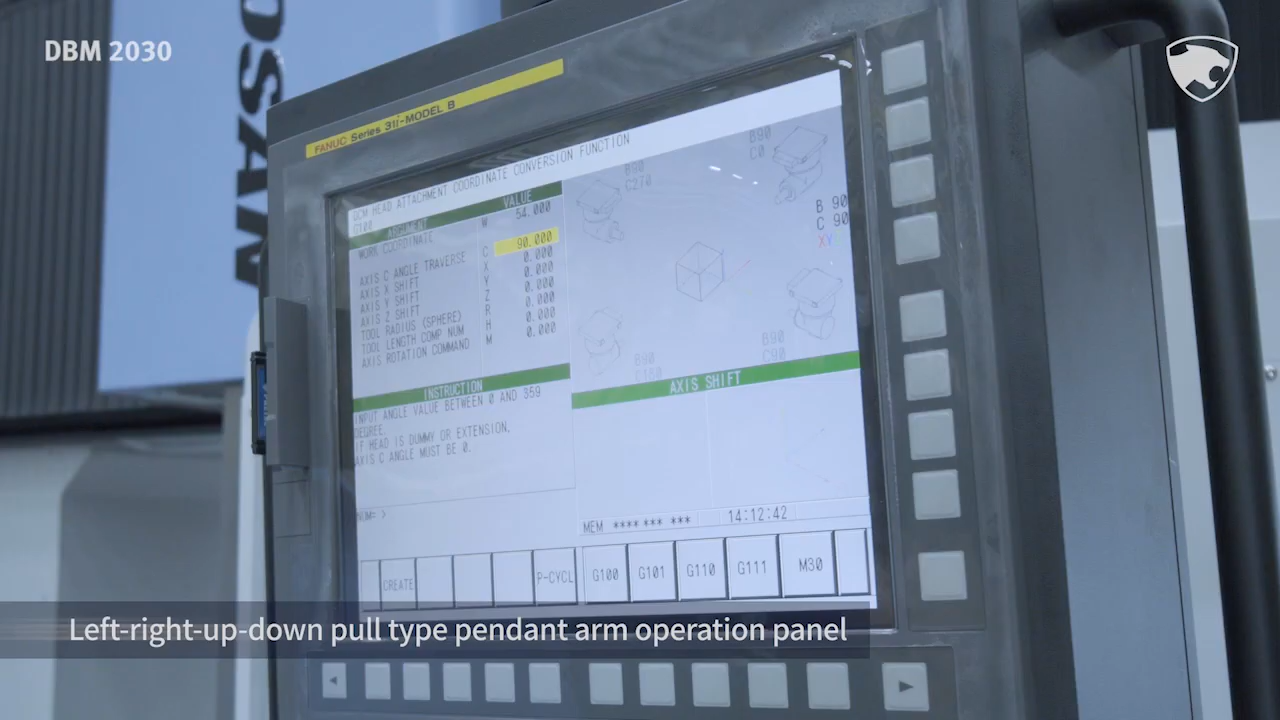 DBM 2030
FANUC Series 31i-MODEL B
DCM HEAD ATTACHMENT COORDINATE CONVERSION FUNCTION
G100 ARGUMENT VALUE
WORK COORDINATE W 54.000
AXIS C ANGLE TRAVERSE C 90.000
AXIS X SHIFT X 0.000
AXIS Y SHIFT Y 0.000
AXIS Z SHIFT Z 0.000
TOOL RADIUS (SPHERE) R 0.000
TOOL LENGTH COMP NUM H 0.000
AXIS ROTATION COMMAND M 0.000
B90
C270
B90
C0
B 90
C 90
XY
B90
C180
B90
C90
INSTRUCTION
INPUT ANGLE VALUE BETWEEN 0 AND 359
DEGREE.
IF HEAD IS DUMMY OR EXTENSION,
AXIS C ANGLE MUST BE 0.
AXIS SHIFT
NUM= >
MEM **** *** ***
14:12:42
CREATE
P-CYCL
G100
G101
G110
G111
M30
Left-right-up-down pull type pendant arm operation panel